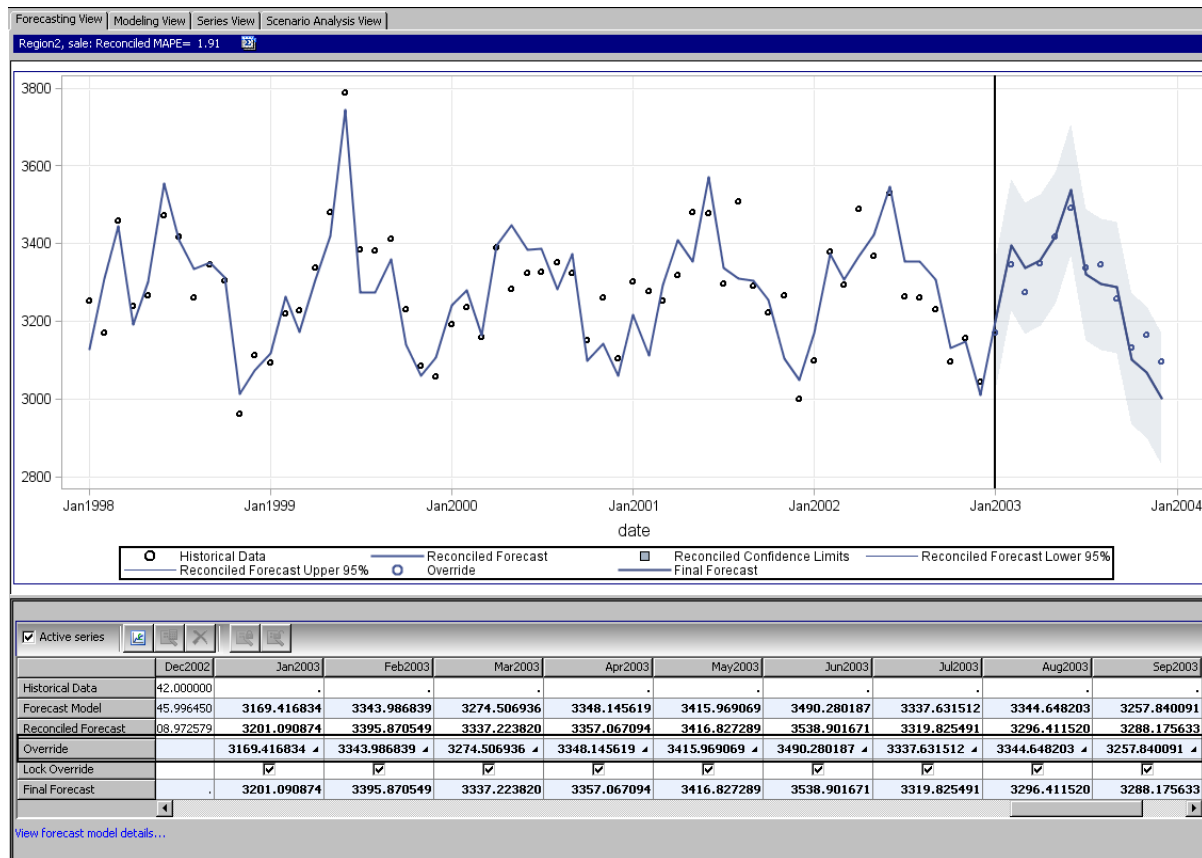 Forecasting View Modeling View Series View Scenario Analysis View
Region2, sale: Reconciled MAPE= 1.91
3800
3600
3400
3200
3000
2800
Jan1998 Jan1999 Jan2000 Jan2001 Jan2002 Jan2003 Jan2004
date
Historical Data Reconciled Forecast Reconciled Confidence Limits Reconciled Forecast Lower 95%
Reconciled Forecast Upper 95% Override Final Forecast
Active series
Dec2002 Jan2003 Feb2003 Mar2003 Apr2003 May2003 Jun2003 Jul2003 Aug2003 Sep2003
Historical Data 42.000000 . . . . . . . . .
Forecast Model 45.996450 3169.416834 3343.986839 3274.506936 3348.145619 3415.969069 3490.280187 3337.631512 3344.648203 3257.840091
Reconciled Forecast 08.972579 3201.090874 3395.870549 3337.223820 3357.067094 3416.827289 3538.901671 3319.825491 3296.411520 3288.175633
Override 3169.416834 3343.986839 3274.506936 3348.145619 3415.969069 3490.280187 3337.631512 3344.648203 3257.840091
Lock Override
Final Forecast . 3201.090874 3395.870549 3337.223820 3357.067094 3416.827289 3538.901671 3319.825491 3296.411520 3288.175633
View forecast model details...